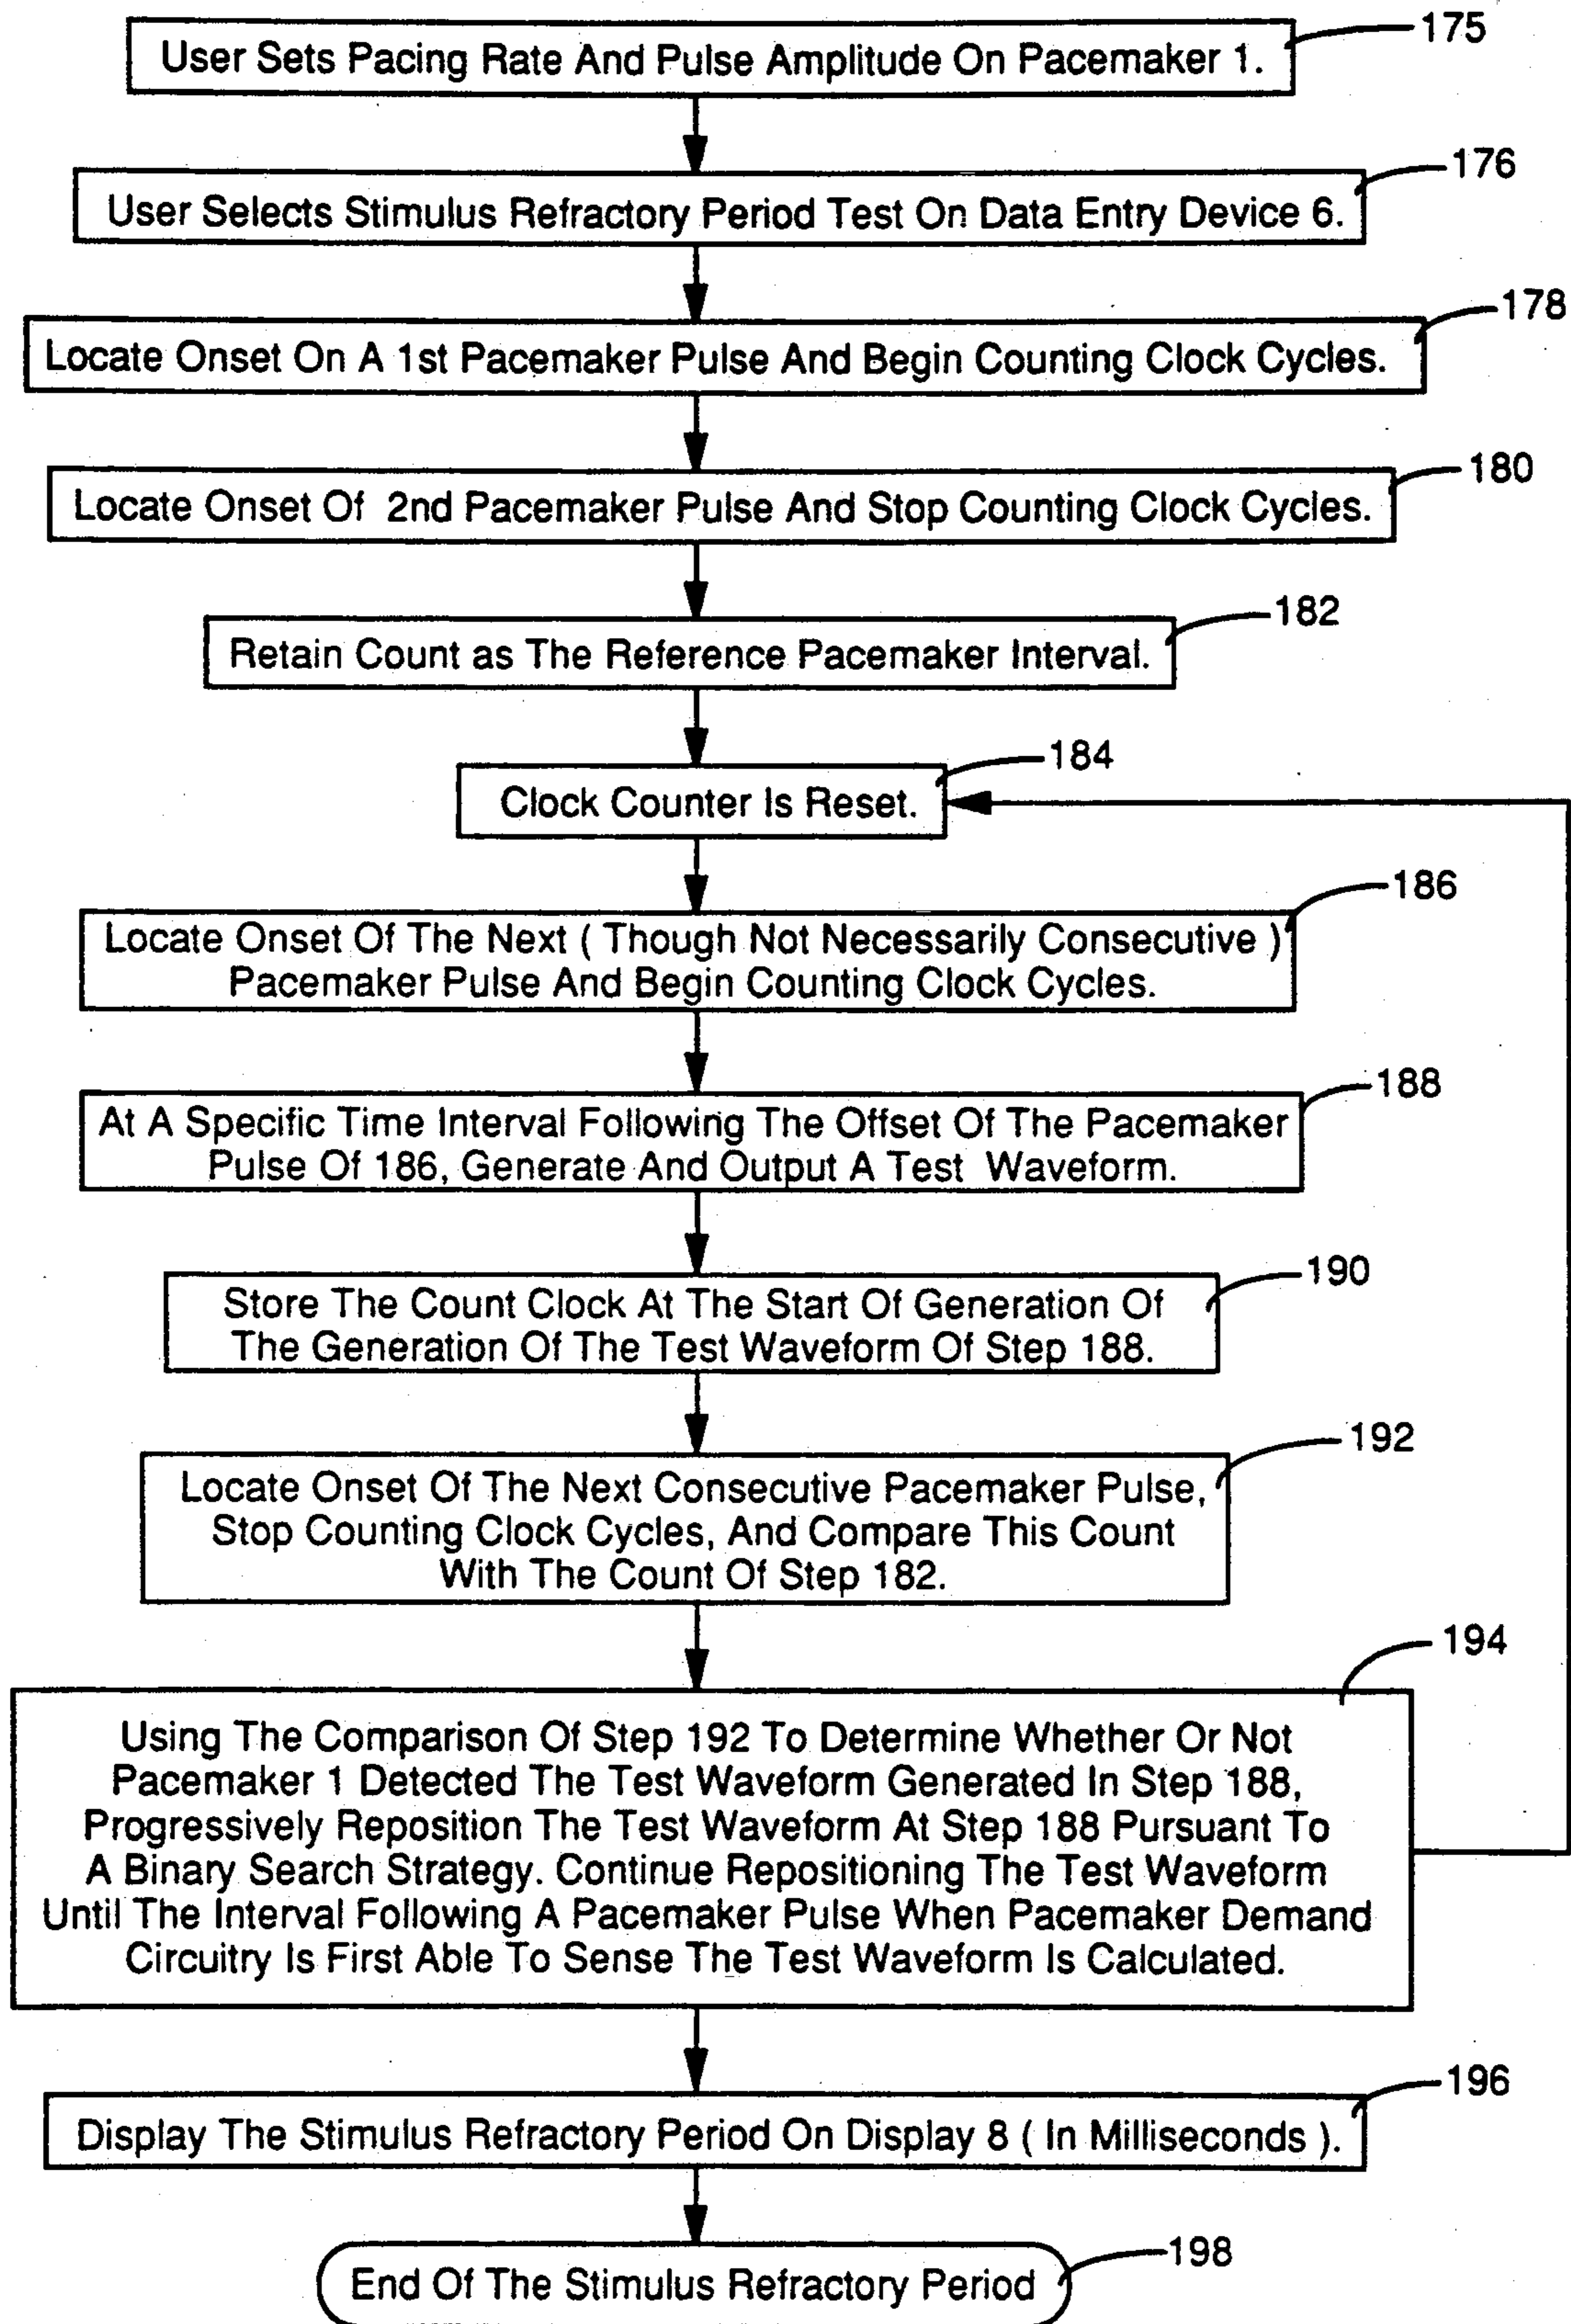 175
User Sets Pacing Rate And Pulse Amplitude On Pacemaker 1.
176
User Selects Stimulus Refractory Period Test On Data Entry Device 6.
178
Locate Onset On A 1st Pacemaker Pulse And Begin Counting Clock Cycles.
180
Locate Onset Of 2nd Pacemaker Pulse And Stop Counting Clock Cycles.
182
Retain Count as The Reference Pacemaker Interval.
184
Clock Counter Is Reset.
186
Locate Onset Of The Next ( Though Not Necessarily Consecutive )
Pacemaker Pulse And Begin Counting Clock Cycles.
188
At A Specific Time Interval Following The Offset Of The Pacemaker
Pulse Of 186, Generate And Output A Test Waveform.
190
Store The Count Clock At The Start Of Generation Of
The Generation Of The Test Waveform Of Step 188.
192
Locate Onset Of The Next Consecutive Pacemaker Pulse,
Stop Counting Clock Cycles, And Compare This Count
With The Count Of Step 182.
194
Using The Comparison Of Step 192 To Determine Whether Or Not
Pacemaker 1 Detected The Test Waveform Generated In Step 188,
Progressively Reposition The Test Waveform At Step 188 Pursuant To
A Binary Search Strategy. Continue Repositioning The Test Waveform
Until The Interval Following A Pacemaker Pulse When Pacemaker Demand
Circuitry Is First Able To Sense The Test Waveform Is Calculated.
196
Display The Stimulus Refractory Period On Display 8 ( In Milliseconds ).
198
End Of The Stimulus Refractory Period